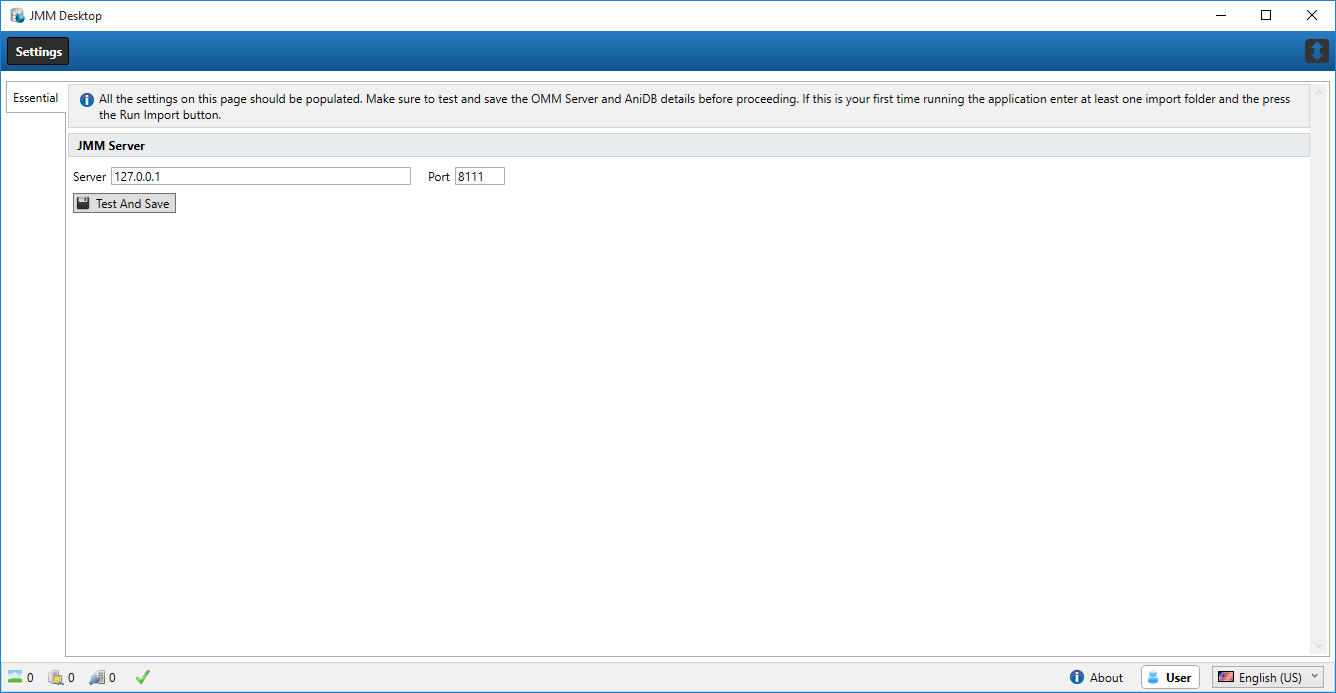 JMM Desktop
Settings
Essential
All the settings on this page should be populated. Make sure to test and save the OMM Server and AniDB details before proceeding. If this is your first time running the application enter at least one import folder and the press
the Run Import button.
JMM Server
Server 127.0.0.1 Port 8111
Test And Save
0 0 0 About User English (US)